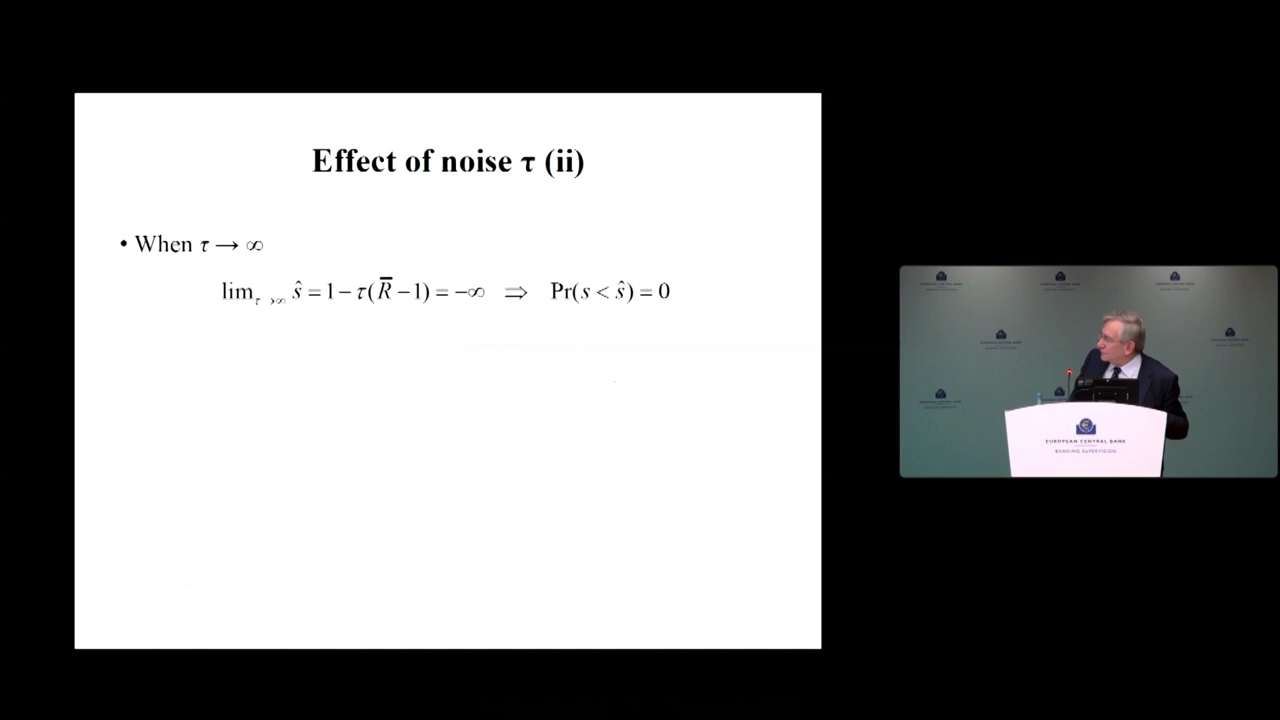 Effect of noise τ (ii)
• When τ → ∞
lim_{τ→∞} ŝ = 1 − τ(R̄ − 1) = −∞ ⇒ Pr(s < ŝ) = 0
EUROPEAN CENTRAL BANK
BANKING SUPERVISION